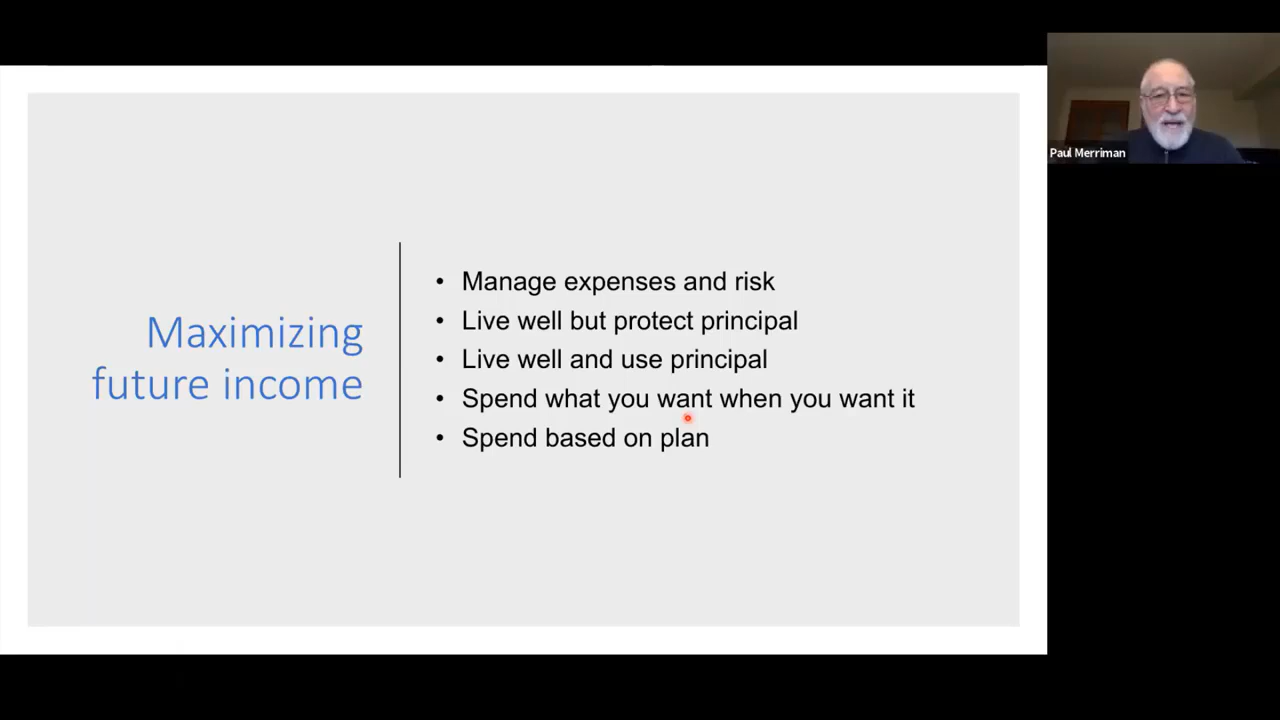 Maximizing
future income
• Manage expenses and risk
• Live well but protect principal
• Live well and use principal
• Spend what you want when you want it
• Spend based on plan
Paul Merriman